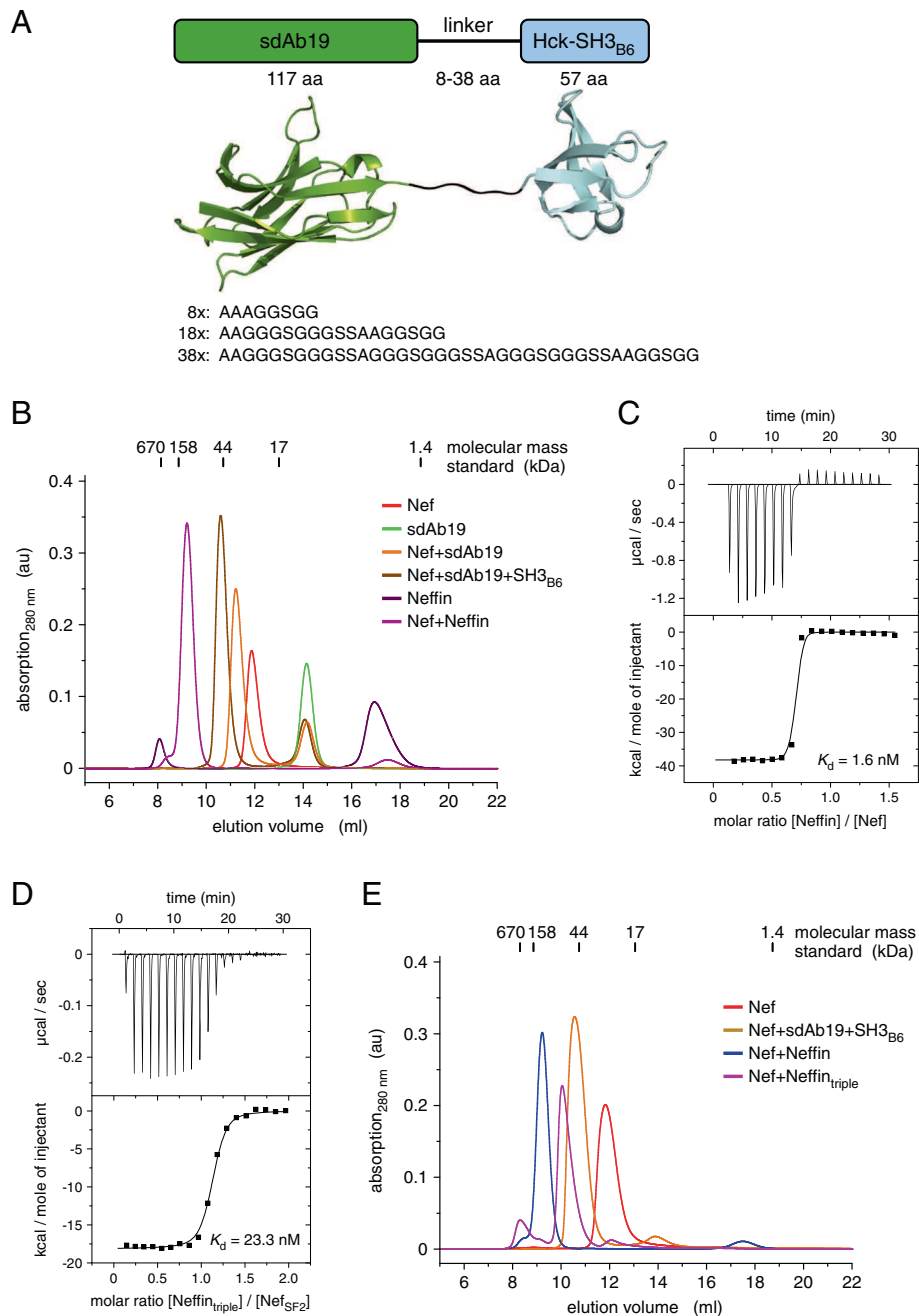 A
sdAb19
linker
Hck-SH3B6
117 aa
8-38 aa
57 aa
8x: AAAGGSGG
18x: AAGGGSGGGSSAAGGSGG
38x: AAGGGSGGGSSAGGGSGGGSSAGGGSGGGSSAAGGSGG
B
670 158 44 17 1.4 molecular mass standard (kDa)
0.4
0.3
0.2
0.1
0
absorption280 nm (au)
Nef
sdAb19
Nef+sdAb19
Nef+sdAb19+SH3B6
Neffin
Nef+Neffin
6 8 10 12 14 16 18 20 22
elution volume (ml)
C
time (min)
0 10 20 30
0
-0.4
-0.8
-1.2
µcal / sec
0
-10
-20
-30
-40
kcal / mole of injectant
Kd = 1.6 nM
0.0 0.5 1.0 1.5
molar ratio [Neffin] / [Nef]
D
time (min)
0 10 20 30
0
-0.1
-0.2
µcal / sec
0
-5
-10
-15
-20
kcal / mole of injectant
Kd = 23.3 nM
0.0 0.5 1.0 1.5 2.0
molar ratio [Neffintriple] / [NefSF2]
E
670 158 44 17 1.4 molecular mass standard (kDa)
0.4
0.3
0.2
0.1
0
absorption280 nm (au)
Nef
Nef+sdAb19+SH3B6
Nef+Neffin
Nef+Neffintriple
6 8 10 12 14 16 18 20 22
elution volume (ml)